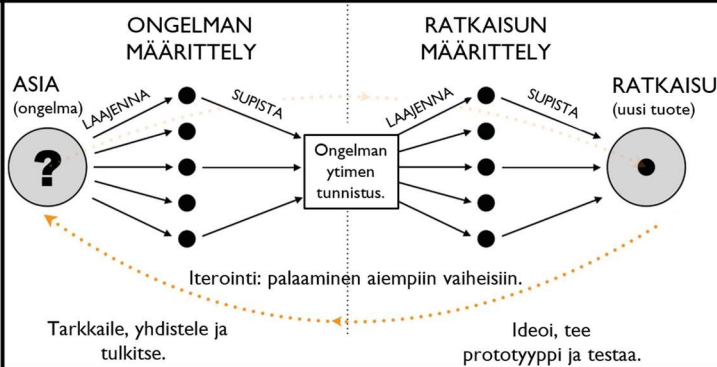 ONGELMAN
MÄÄRITTELY
RATKAISUN
MÄÄRITTELY
ASIA
(ongelma)
LAAJENNA
SUPISTA
?
Ongelman
ytimen
tunnistus.
LAAJENNA
SUPISTA
RATKAISU
(uusi tuote)
Iterointi: palaaminen aiempiin vaiheisiin.
Tarkkaile, yhdistele ja
tulkitse.
Ideoi, tee
prototyyppi ja testaa.